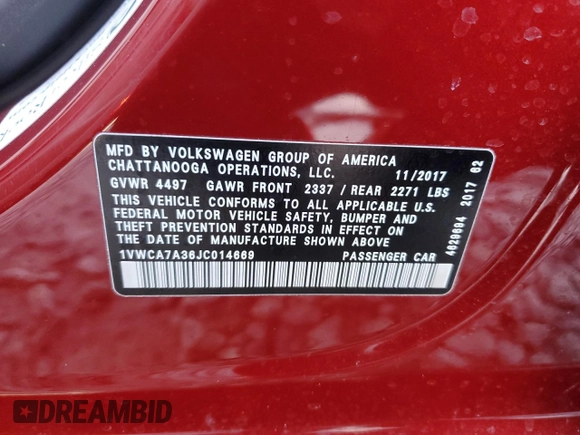 MFD BY VOLKSWAGEN GROUP OF AMERICA
CHATTANOOGA OPERATIONS, LLC. 11/2017
GVWR 4497 GAWR FRONT 2337 / REAR 2271 LBS
THIS VEHICLE CONFORMS TO ALL APPLICABLE U.S.
FEDERAL MOTOR VEHICLE SAFETY, BUMPER AND
THEFT PREVENTION STANDARDS IN EFFECT ON
THE DATE OF MANUFACTURE SHOWN ABOVE
1VWCA7A36JC014669 PASSENGER CAR
4629694 2017 62
DREAMBID